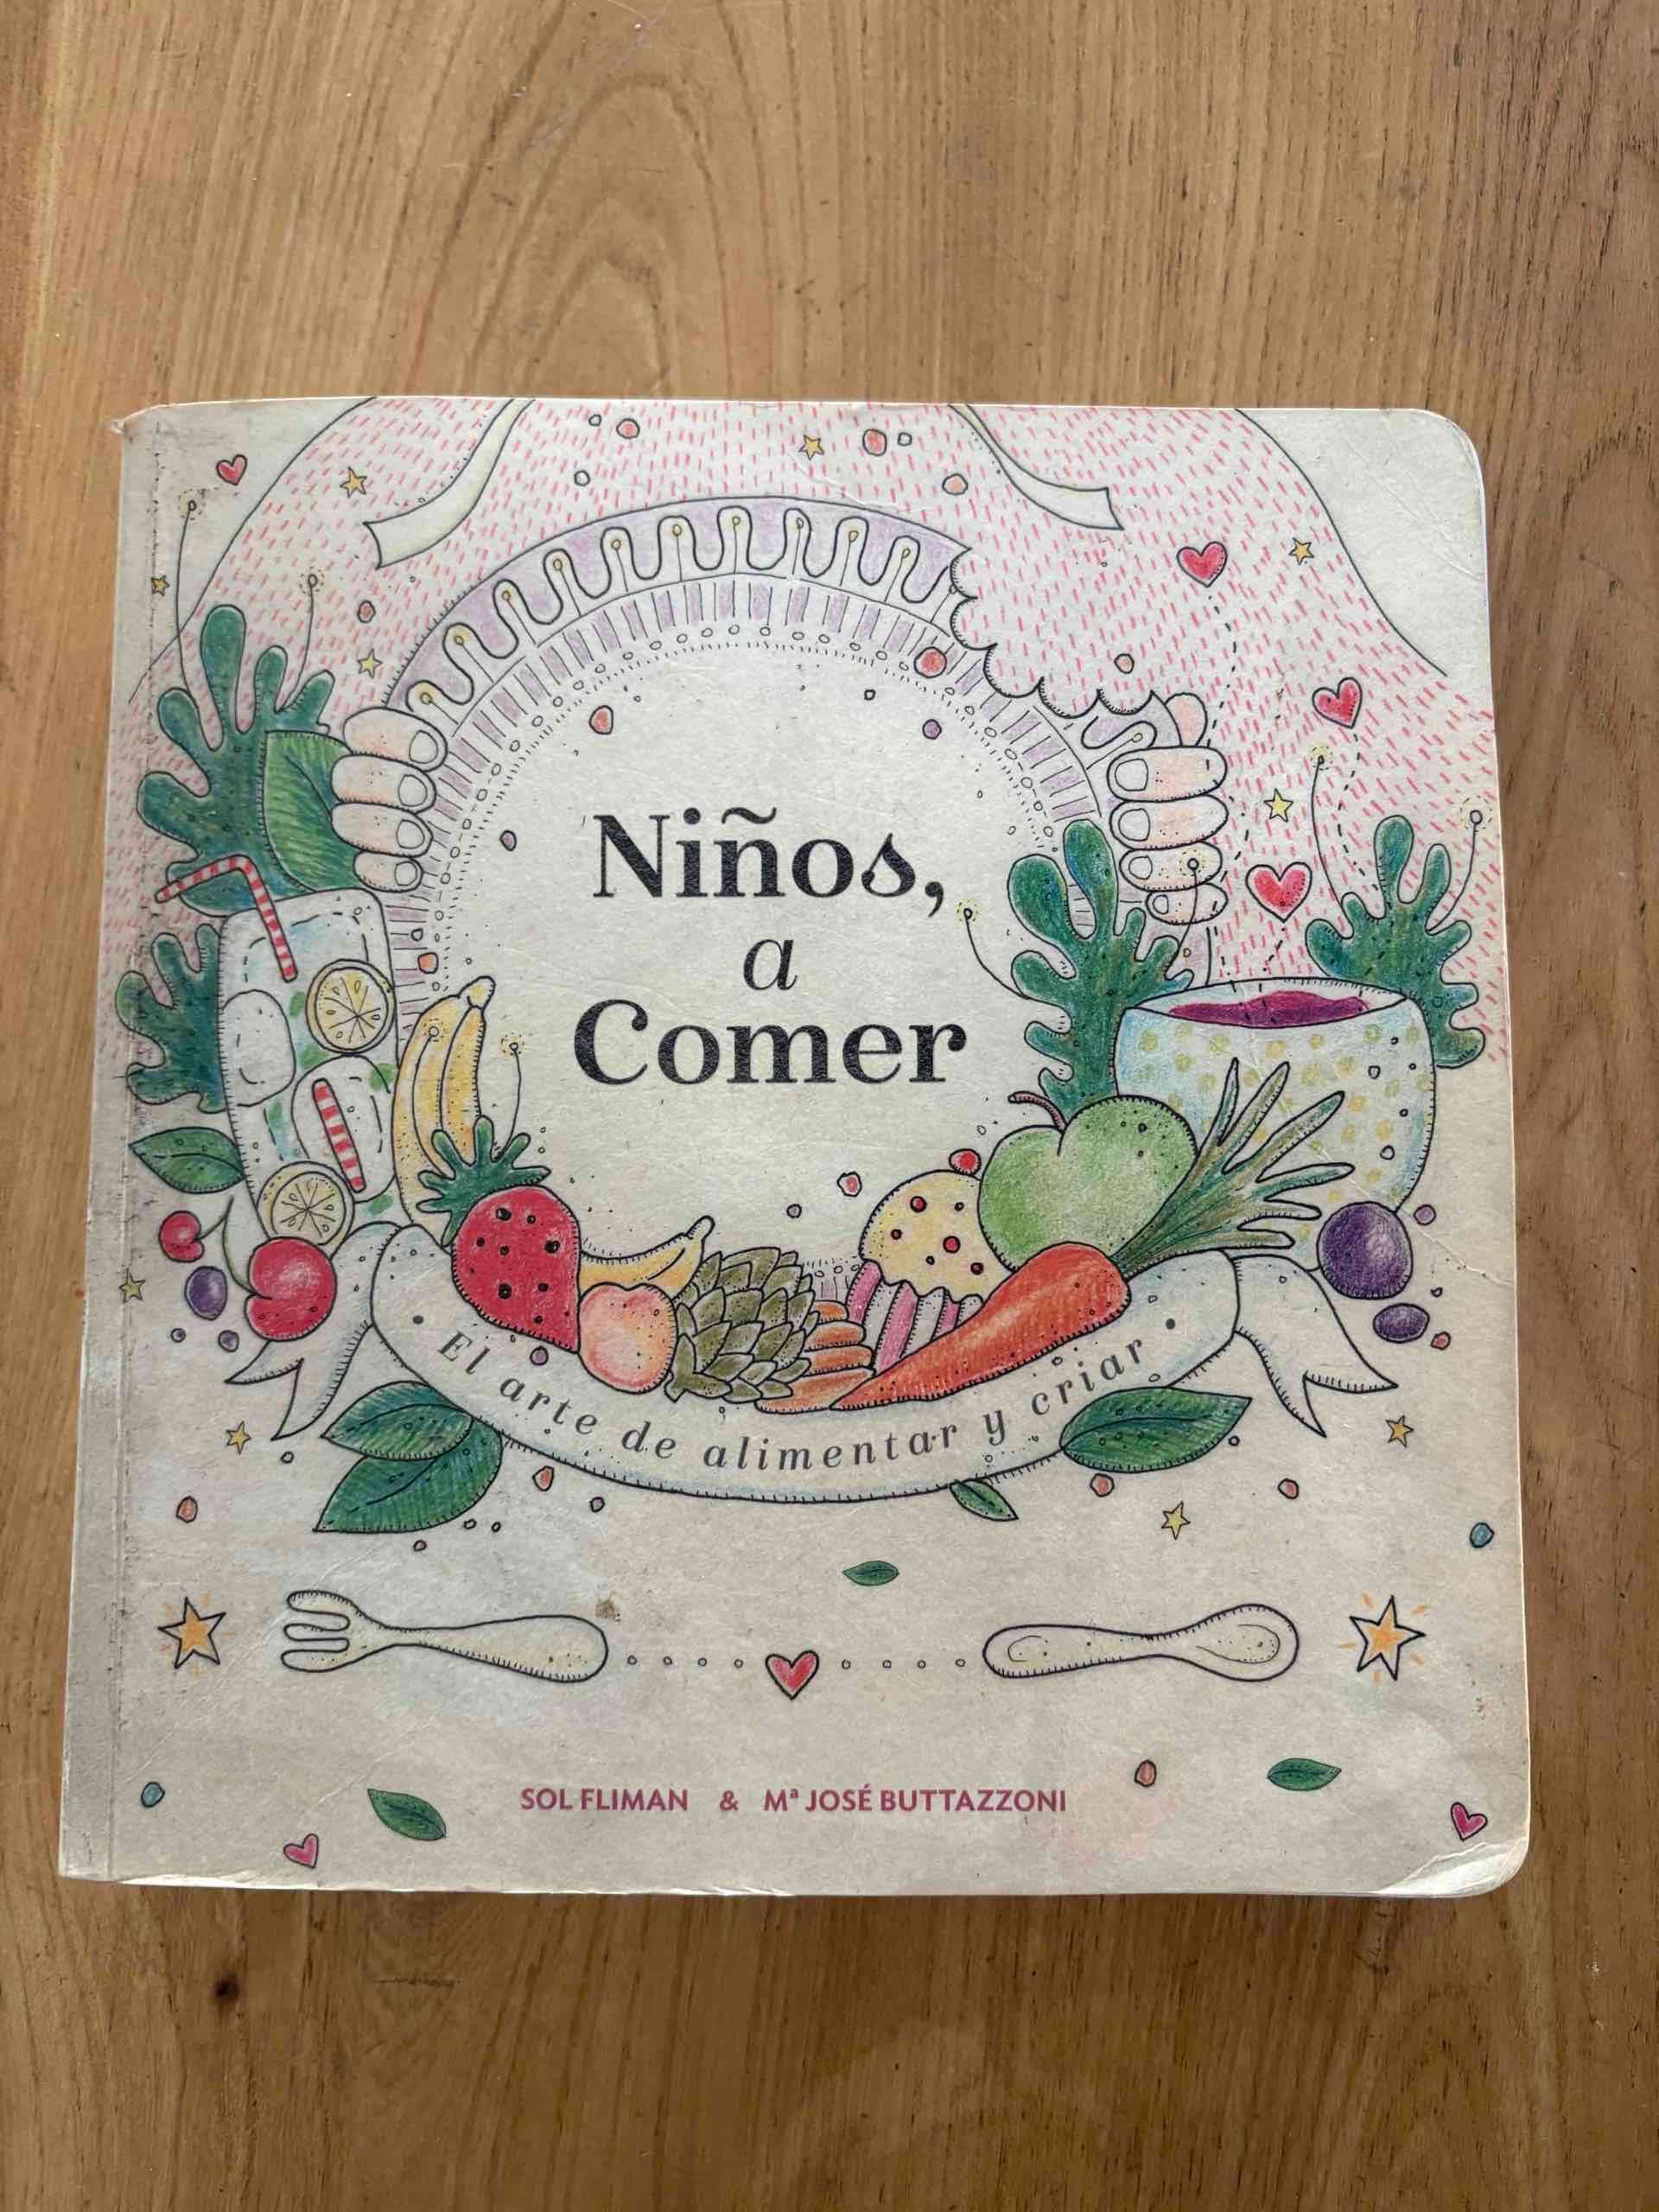 Niños,
a
Comer
• El arte de alimentar y criar •
SOL FLIMAN & Mª JOSÉ BUTTAZZONI